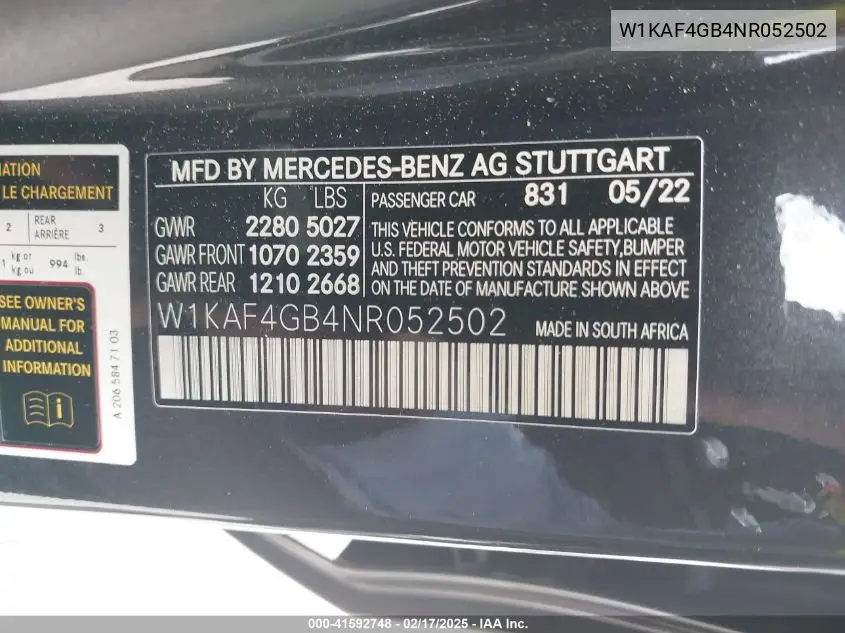 W1KAF4GB4NR052502
MATION
LE CHARGEMENT
2 REAR ARRIÈRE 3
kg or kg ou 994 lbs. lb.
SEE OWNER'S
MANUAL FOR
ADDITIONAL
INFORMATION
A 206 584 71 03
MFD BY MERCEDES-BENZ AG STUTTGART
KG LBS
GVWR 2280 5027
GAWR FRONT 1070 2359
GAWR REAR 1210 2668
PASSENGER CAR 831 05/22
THIS VEHICLE CONFORMS TO ALL APPLICABLE
U.S. FEDERAL MOTOR VEHICLE SAFETY,BUMPER
AND THEFT PREVENTION STANDARDS IN EFFECT
ON THE DATE OF MANUFACTURE SHOWN ABOVE
W1KAF4GB4NR052502
MADE IN SOUTH AFRICA
000-41592748 - 02/17/2025 - IAA Inc.